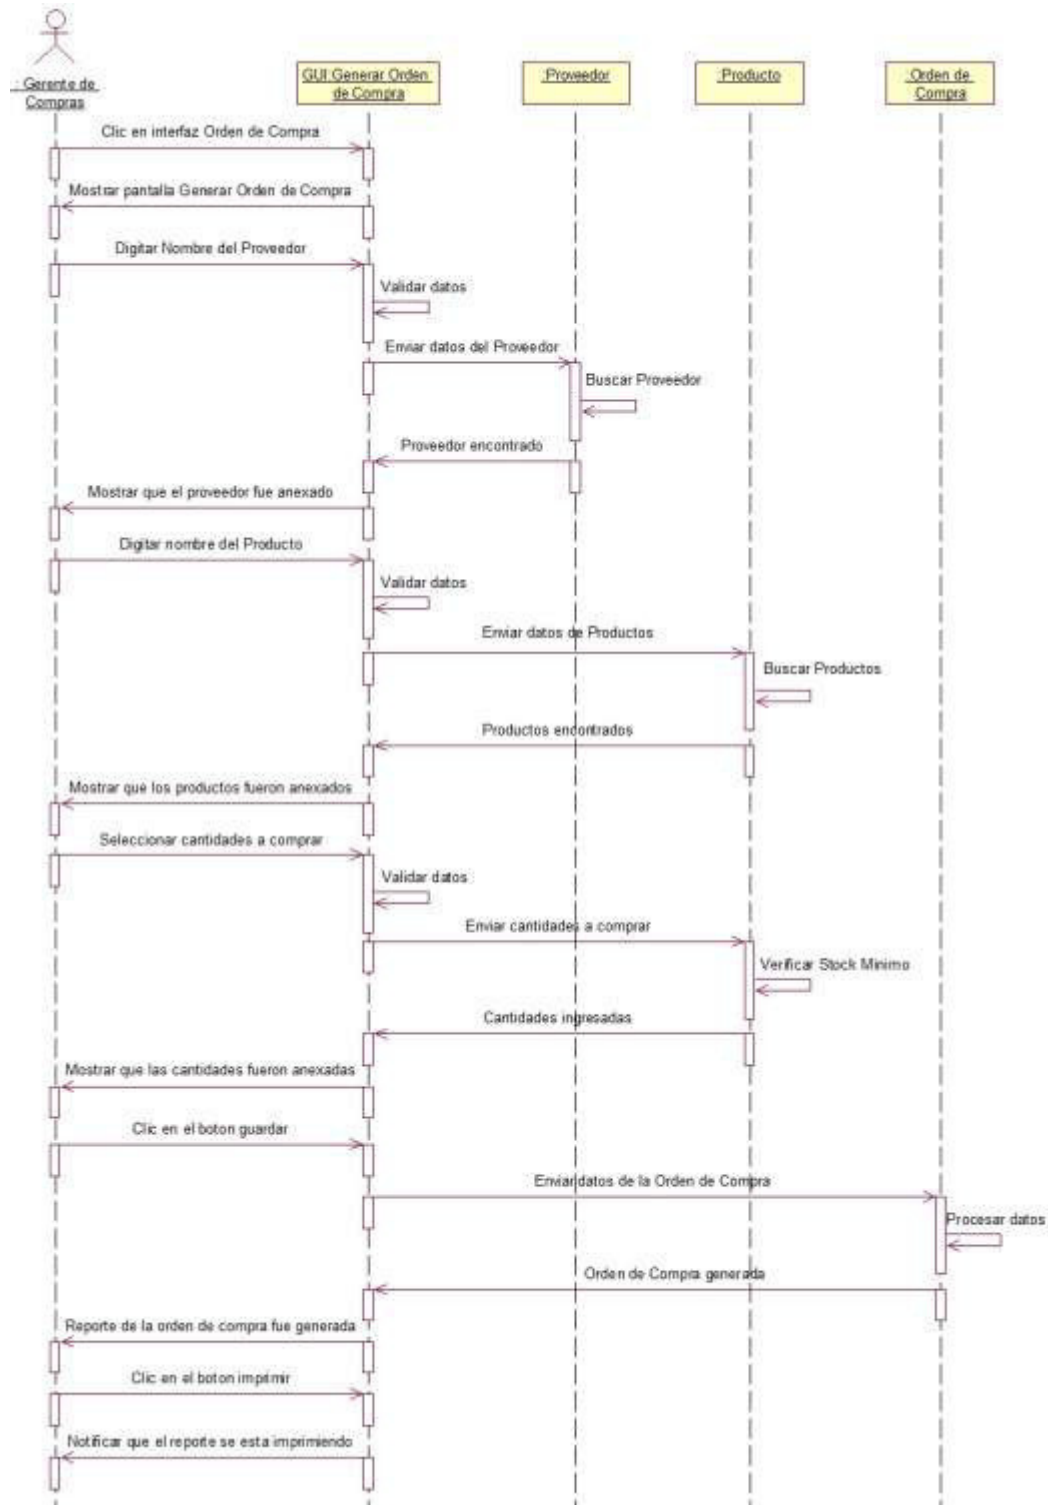 : Gerente de
Compras
GUI:Generar Orden
de Compra
:Proveedor
:Producto
:Orden de
Compra
Clic en interfaz Orden de Compra
Mostrar pantalla Generar Orden de Compra
Digitar Nombre del Proveedor
Validar datos
Enviar datos del Proveedor
Buscar Proveedor
Proveedor encontrado
Mostrar que el proveedor fue anexado
Digitar nombre del Producto
Validar datos
Enviar datos de Productos
Buscar Productos
Productos encontrados
Mostrar que los productos fueron anexados
Seleccionar cantidades a comprar
Validar datos
Enviar cantidades a comprar
Verificar Stock Minimo
Cantidades ingresadas
Mostrar que las cantidades fueron anexadas
Clic en el boton guardar
Enviar datos de la Orden de Compra
Procesar datos
Orden de Compra generada
Reporte de la orden de compra fue generada
Clic en el boton imprimir
Notificar que el reporte se esta imprimiendo